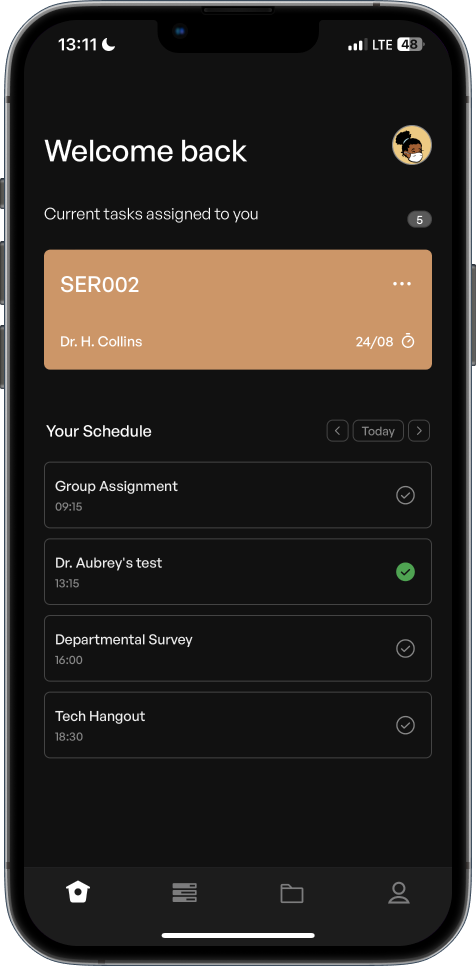 13:11 LTE 48
Welcome back
Current tasks assigned to you 5
SER002
Dr. H. Collins 24/08
Your Schedule Today
Group Assignment
09:15
Dr. Aubrey's test
13:15
Departmental Survey
16:00
Tech Hangout
18:30